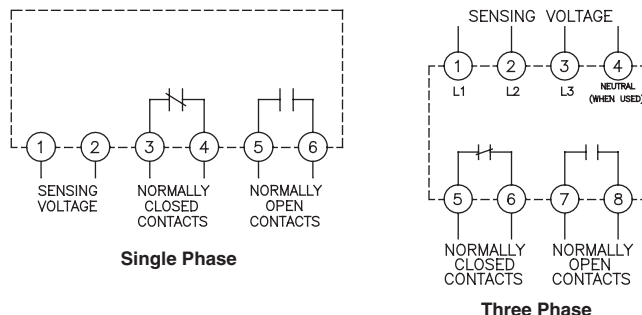 1 2 3 4 5 6
SENSING
VOLTAGE
NORMALLY
CLOSED
CONTACTS
NORMALLY
OPEN
CONTACTS
Single Phase
SENSING VOLTAGE
1 2 3 4
L1 L2 L3 NEUTRAL
(WHEN USED)
5 6 7 8
NORMALLY
CLOSED
CONTACTS
NORMALLY
OPEN
CONTACTS
Three Phase